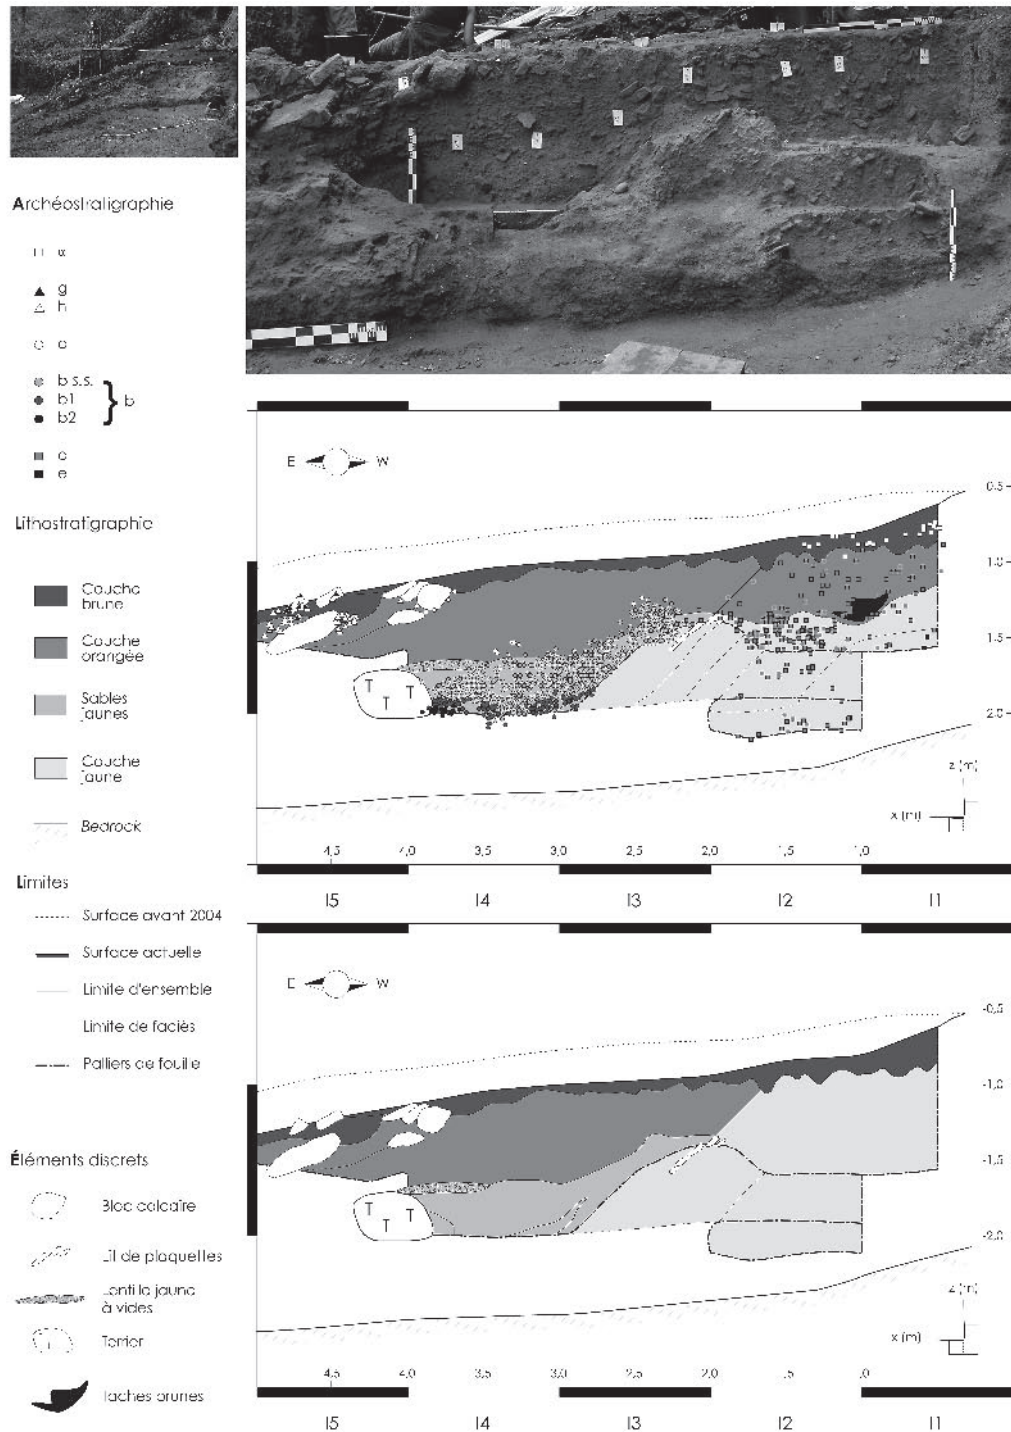 Archéostratigraphie
α
g
h
a
b s.s.
b1
b2
b
c
e
Lithostratigraphie
Couche
brune
Couche
orangée
Sables
jaunes
Couche
jaune
Bedrock
Limites
Surface avant 2004
Surface actuelle
Limite d'ensemble
Limite de faciès
Palliers de fouille
Éléments discrets
Bloc calcaire
Lit de plaquettes
Lentille jaune
à vides
Terrier
Taches brunes
E W
0.5
1.0
1.5
2.0
T T T
z (m)
x (m)
4,5 4,0 3,5 3,0 2,5 2,0 1,5 1,0
I5 I4 I3 I2 I1
E W
-0,5
-1,0
-1,5
-2,0
T T T
z (m)
x (m)
4,5 4,0 3,5 3,0 2,5 2,0 1,5 ,0
I5 I4 I3 I2 I1